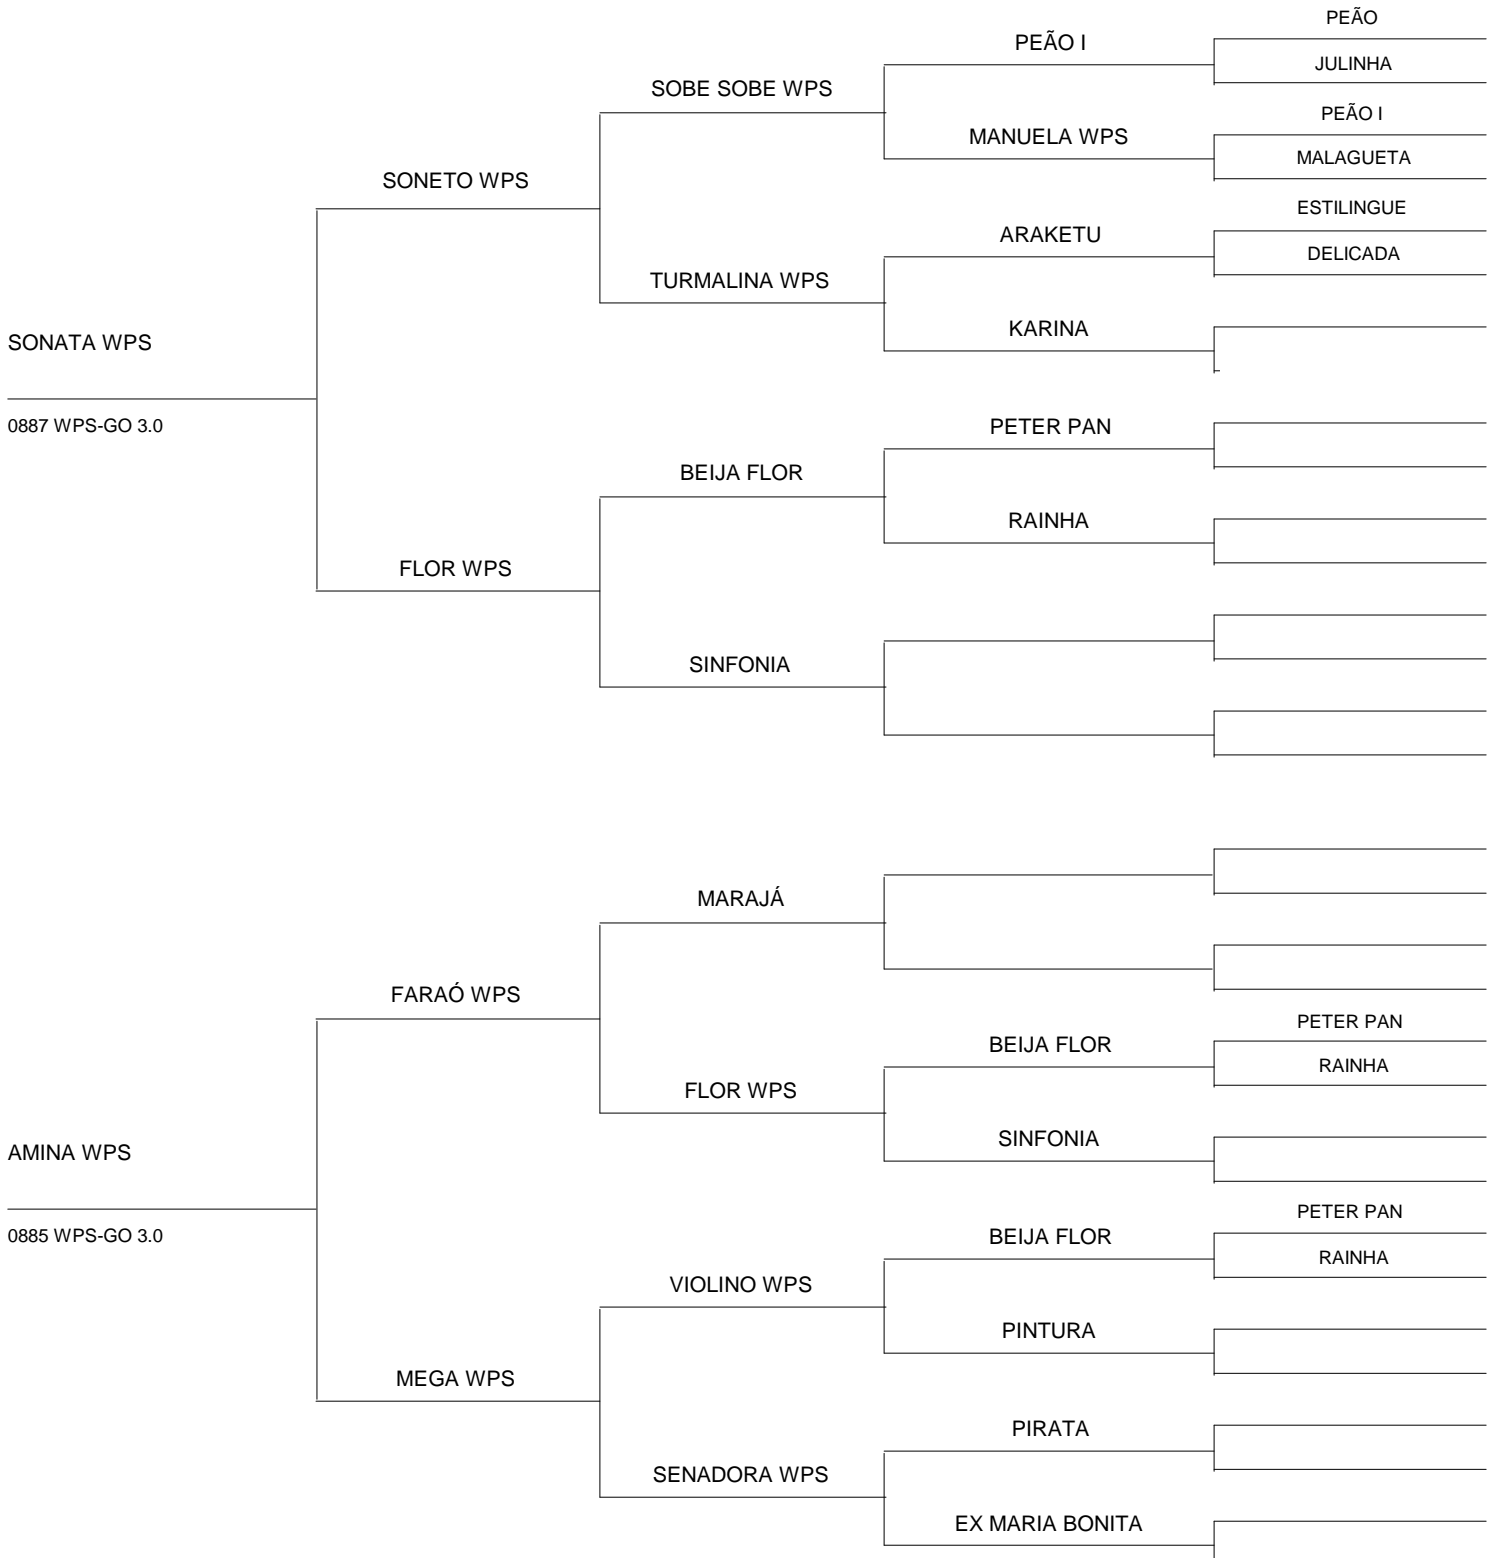 PEÃO
PEÃO I
JULINHA
SOBE SOBE WPS
PEÃO I
MANUELA WPS
MALAGUETA
SONETO WPS
ESTILINGUE
ARAKETU
DELICADA
TURMALINA WPS
KARINA
SONATA WPS
0887 WPS-GO 3.0
PETER PAN
BEIJA FLOR
RAINHA
FLOR WPS
SINFONIA
MARAJÁ
FARAÓ WPS
PETER PAN
BEIJA FLOR
RAINHA
FLOR WPS
SINFONIA
AMINA WPS
0885 WPS-GO 3.0
PETER PAN
BEIJA FLOR
RAINHA
VIOLINO WPS
PINTURA
MEGA WPS
PIRATA
SENADORA WPS
EX MARIA BONITA